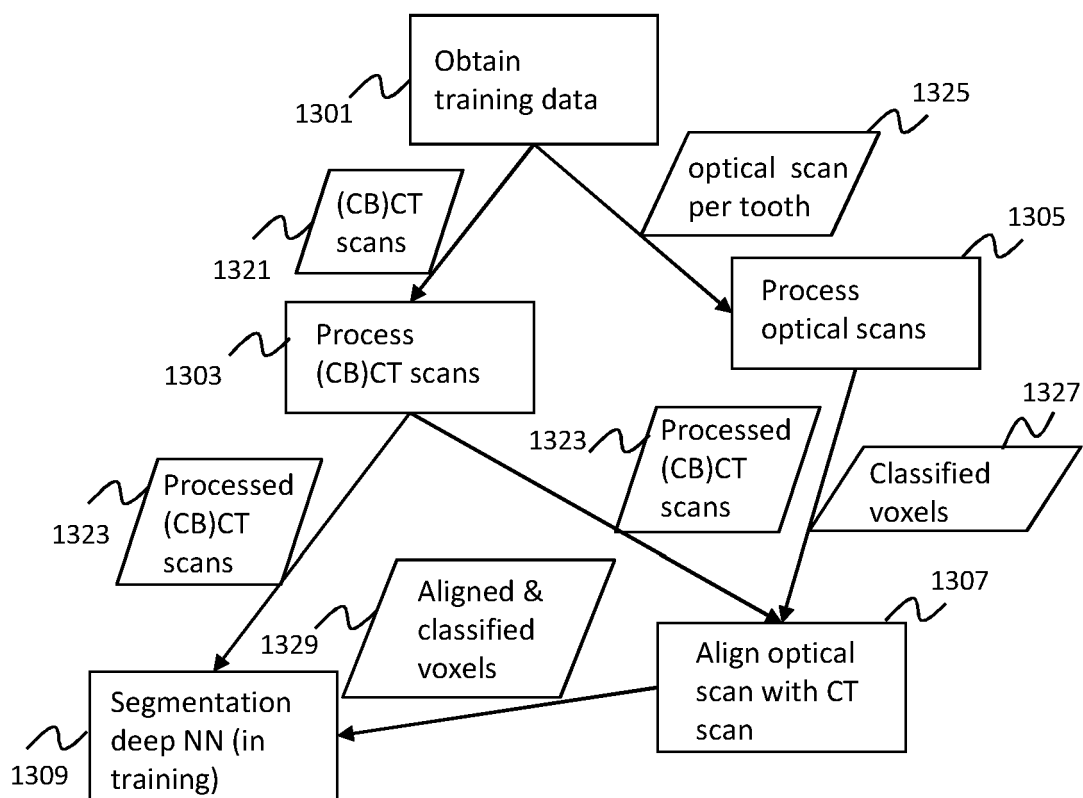 Obtain
training data
1301
1325
optical scan
per tooth
(CB)CT
scans
1321
1305
Process
optical scans
Process
(CB)CT scans
1303
1327
1323
Processed
(CB)CT
scans
Classified
voxels
1323
Processed
(CB)CT
scans
1307
Aligned &
classified
voxels
1329
Align optical
scan with CT
scan
Segmentation
deep NN (in
training)
1309